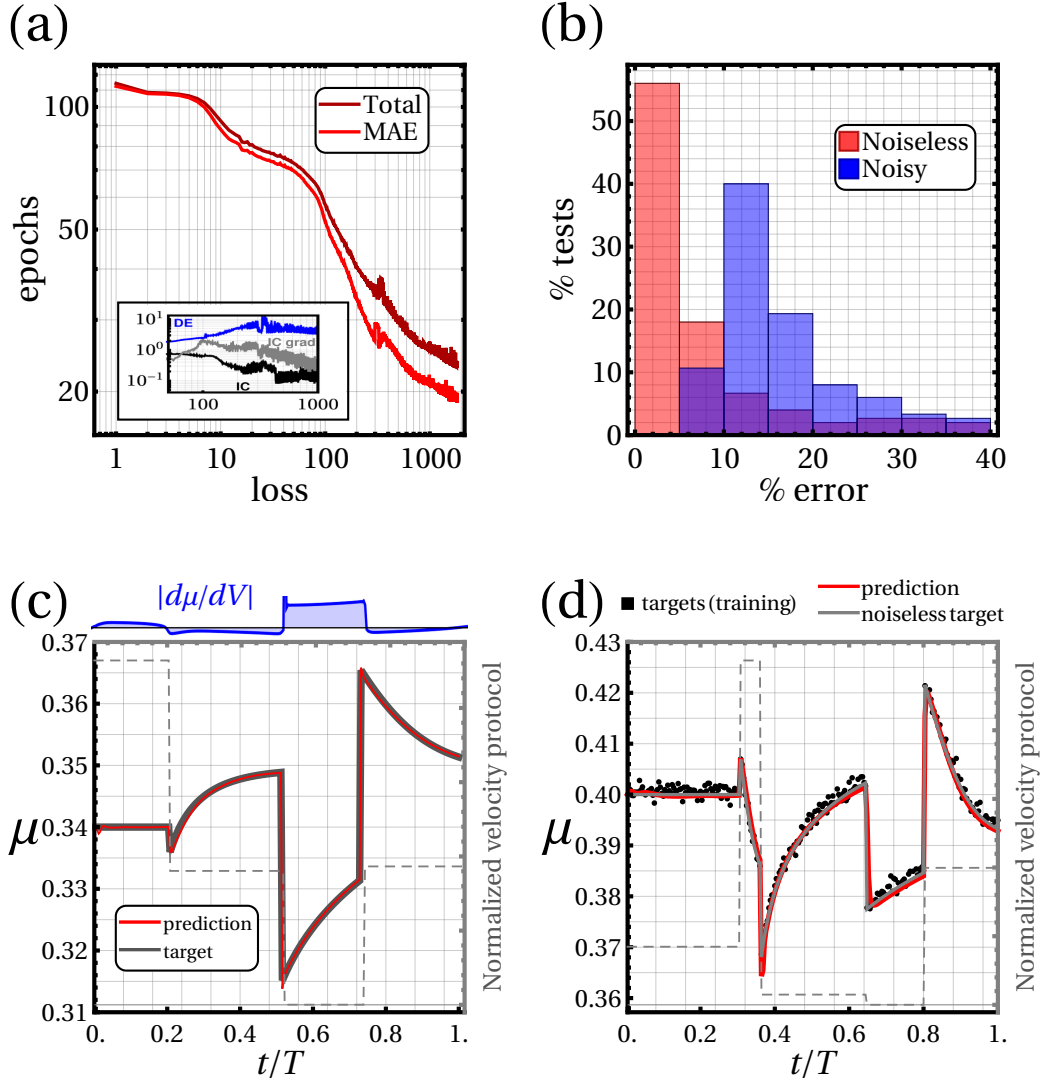 (a)
100
50
20
epochs
Total
MAE
10^1
10^0
10^-1
DE
IC grad
IC
100
1000
1
10
100
1000
loss
(b)
50
40
30
20
10
0
% tests
Noiseless
Noisy
0
10
20
30
40
% error
(c)
|dμ/dV|
0.37
0.36
0.35
0.34
0.33
0.32
0.31
μ
prediction
target
Normalized velocity protocol
0.
0.2
0.4
0.6
0.8
1.
t/T
(d)
targets (training)
prediction
noiseless target
0.43
0.42
0.41
0.40
0.39
0.38
0.37
0.36
μ
Normalized velocity protocol
0.
0.2
0.4
0.6
0.8
1.
t/T